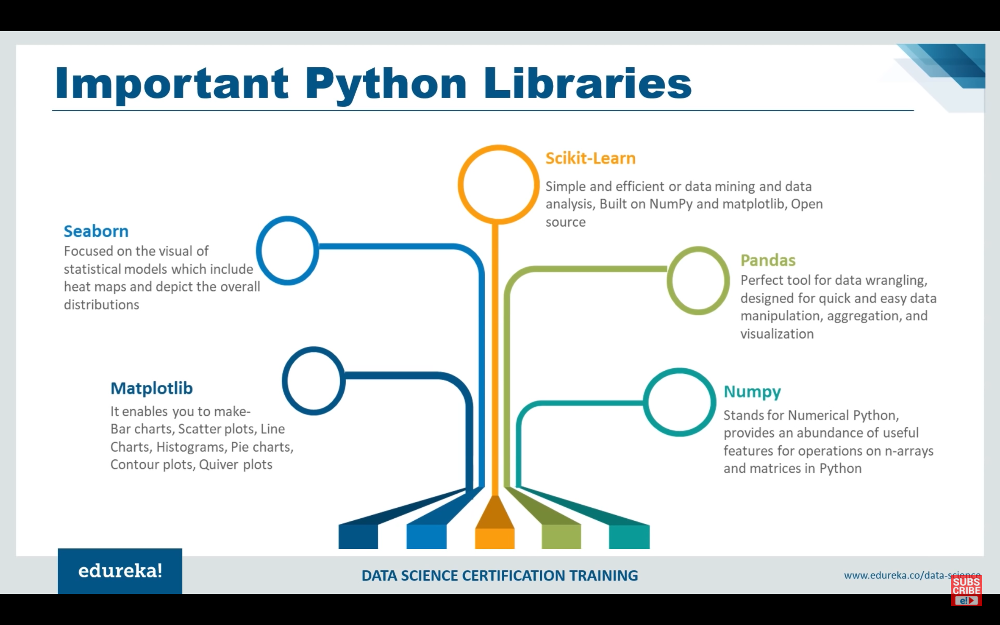 Important Python Libraries
Scikit-Learn
Simple and efficient or data mining and data
analysis, Built on NumPy and matplotlib, Open
source
Seaborn
Focused on the visual of
statistical models which include
heat maps and depict the overall
distributions
Pandas
Perfect tool for data wrangling,
designed for quick and easy data
manipulation, aggregation, and
visualization
Matplotlib
It enables you to make-
Bar charts, Scatter plots, Line
Charts, Histograms, Pie charts,
Contour plots, Quiver plots
Numpy
Stands for Numerical Python,
provides an abundance of useful
features for operations on n-arrays
and matrices in Python
edureka!
DATA SCIENCE CERTIFICATION TRAINING
www.edureka.co/data-science
SUBS
CRIBE
e!